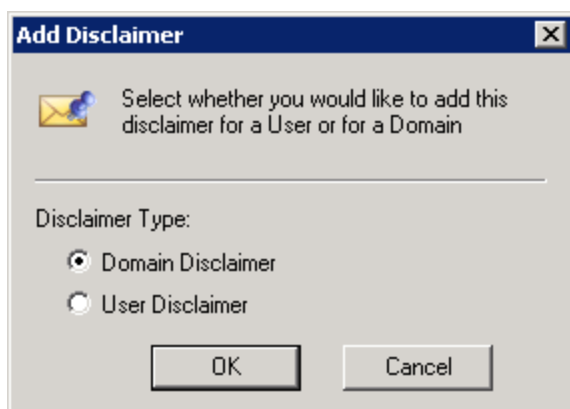 Add Disclaimer
Select whether you would like to add this
disclaimer for a User or for a Domain
Disclaimer Type:
Domain Disclaimer
User Disclaimer
OK Cancel